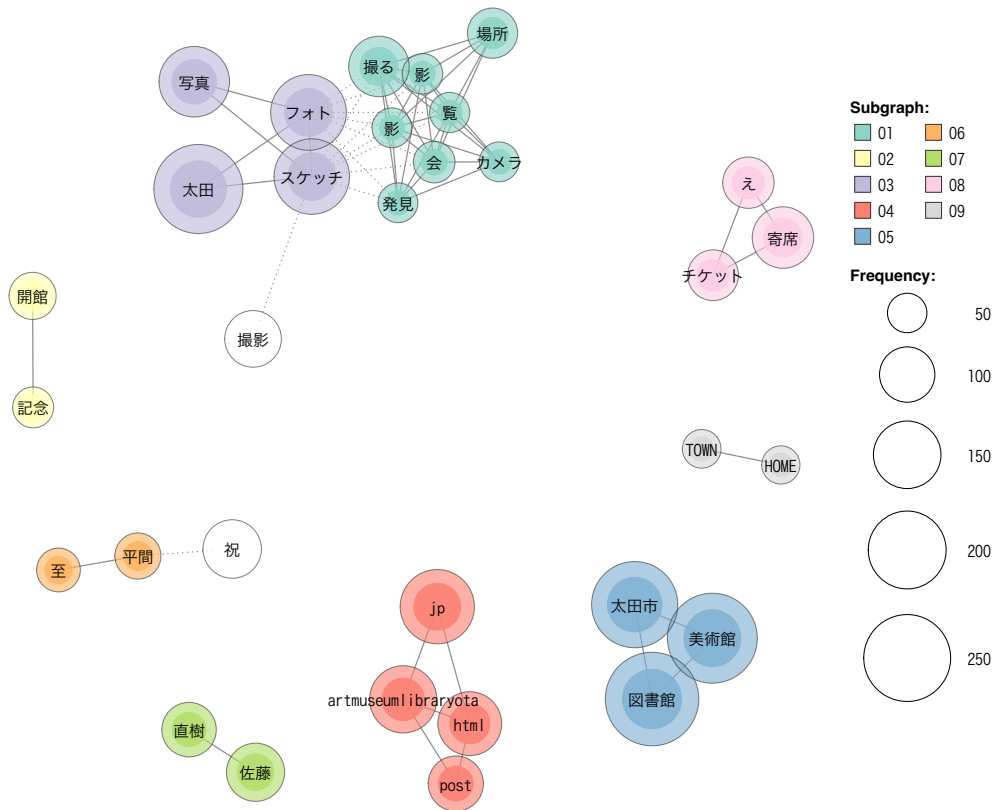 場所
撮る
影
写真
フォト
覧
影
会
カメラ
スケッチ
太田
発見
え
寄席
チケット
開館
撮影
記念
TOWN
HOME
祝
平間
至
jp
太田市
美術館
artmuseumlibraryota
図書館
html
直樹
佐藤
post
Subgraph:
01
02
03
04
05
06
07
08
09
Frequency:
50
100
150
200
250